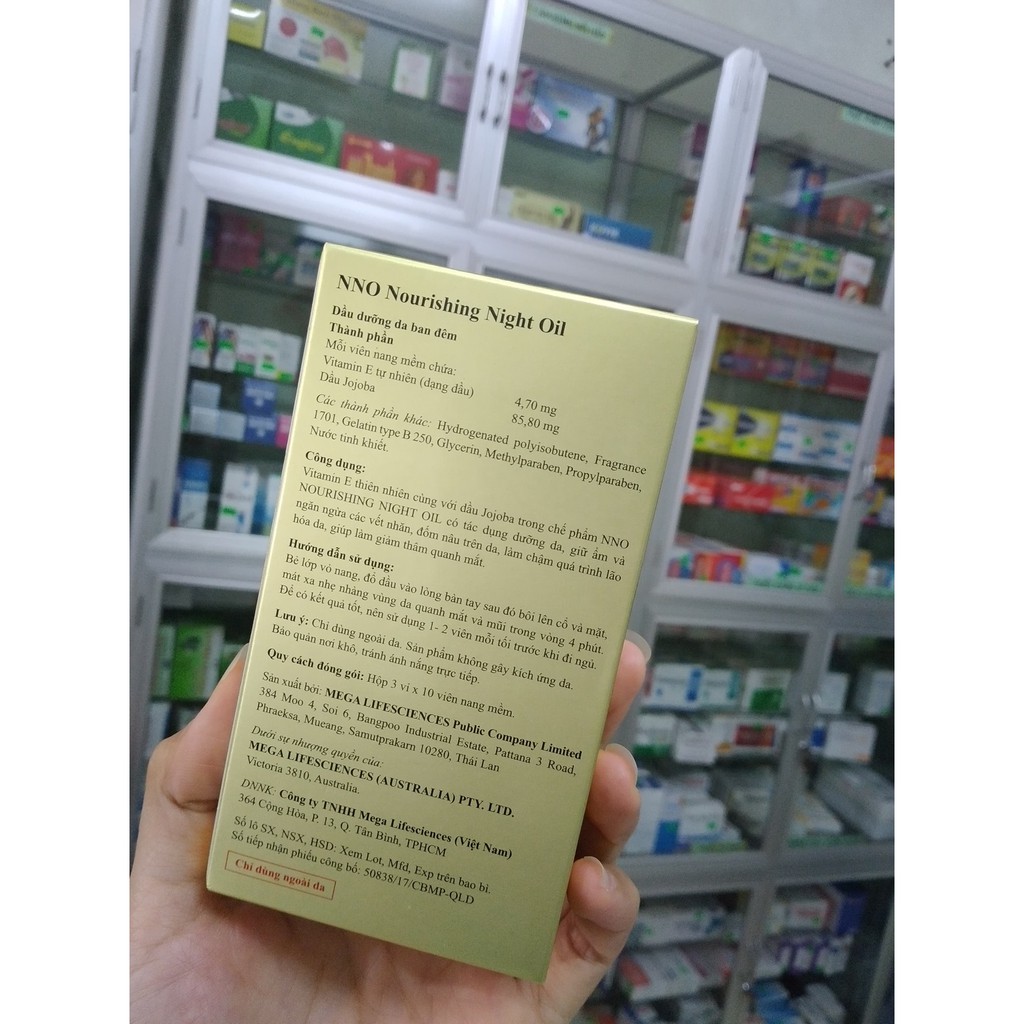 NNO Nourishing Night Oil
Dầu dưỡng da ban đêm
Thành phần
Mỗi viên nang mềm chứa:
Vitamin E tự nhiên (dạng dầu) 4,70 mg
Dầu Jojoba 85,80 mg
Các thành phần khác: Hydrogenated polyisobutene, Fragrance
1701, Gelatin type B 250, Glycerin, Methylparaben, Propylparaben,
Nước tinh khiết.
Công dụng:
Vitamin E thiên nhiên cùng với dầu Jojoba trong chế phẩm NNO
NOURISHING NIGHT OIL có tác dụng dưỡng da, giữ ẩm và
ngăn ngừa các vết nhăn, đốm nâu trên da, làm chậm quá trình lão
hóa da, giúp làm giảm thâm quanh mắt.
Hướng dẫn sử dụng:
Bẻ lớp vỏ nang, đổ dầu vào lòng bàn tay sau đó bôi lên cổ và mặt,
mát xa nhẹ nhàng vùng da quanh mắt và mũi trong vòng 4 phút.
Để có kết quả tốt, nên sử dụng 1- 2 viên mỗi tối trước khi đi ngủ.
Lưu ý: Chỉ dùng ngoài da. Sản phẩm không gây kích ứng da.
Bảo quản nơi khô, tránh ánh nắng trực tiếp.
Quy cách đóng gói: Hộp 3 vỉ x 10 viên nang mềm.
Sản xuất bởi: MEGA LIFESCIENCES Public Company Limited
384 Moo 4, Soi 6, Bangpoo Industrial Estate, Pattana 3 Road,
Phraeksa, Mueang, Samutprakarn 10280, Thái Lan
Dưới sự nhượng quyền của:
MEGA LIFESCIENCES (AUSTRALIA) PTY. LTD.
Victoria 3810, Australia.
DNNK: Công ty TNHH Mega Lifesciences (Việt Nam)
364 Cộng Hòa, P. 13, Q. Tân Bình, TPHCM
Số lô SX, NSX, HSD: Xem Lot, Mfd, Exp trên bao bì.
Số tiếp nhận phiếu công bố: 50838/17/CBMP-QLD
Chỉ dùng ngoài da